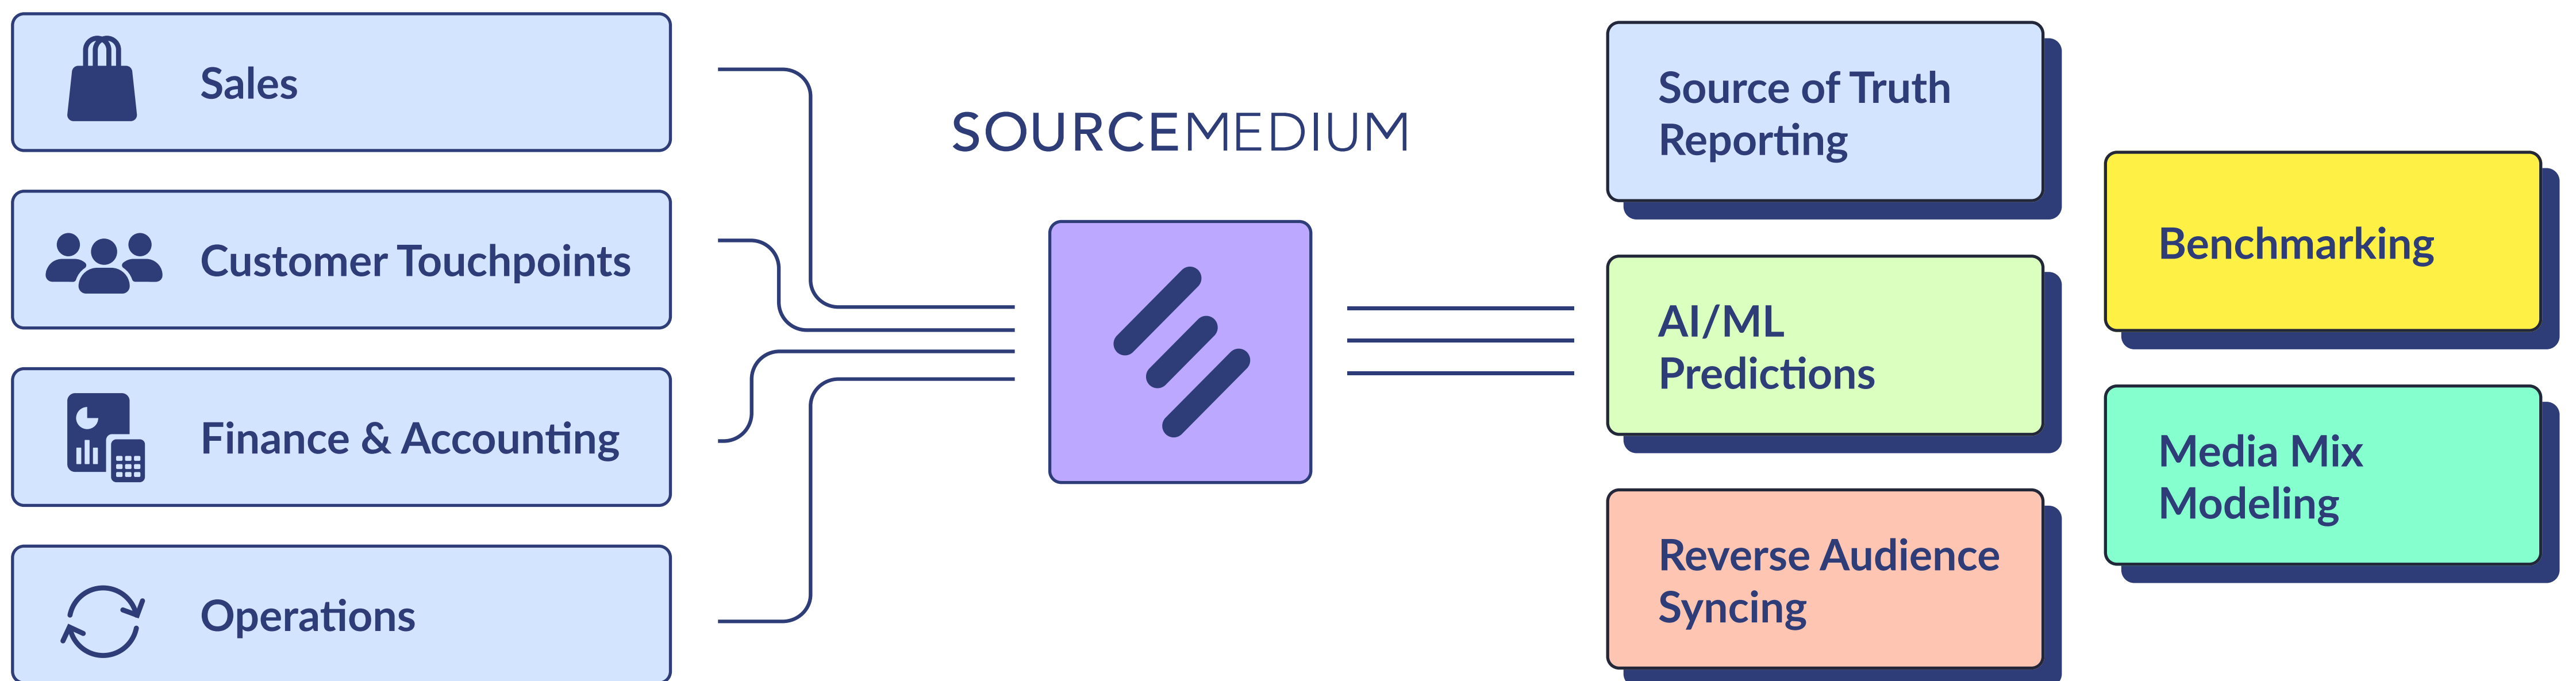 Sales
Customer Touchpoints
Finance & Accounting
Operations
SOURCEMEDIUM
Source of Truth
Reporting
AI/ML
Predictions
Reverse Audience
Syncing
Benchmarking
Media Mix
Modeling